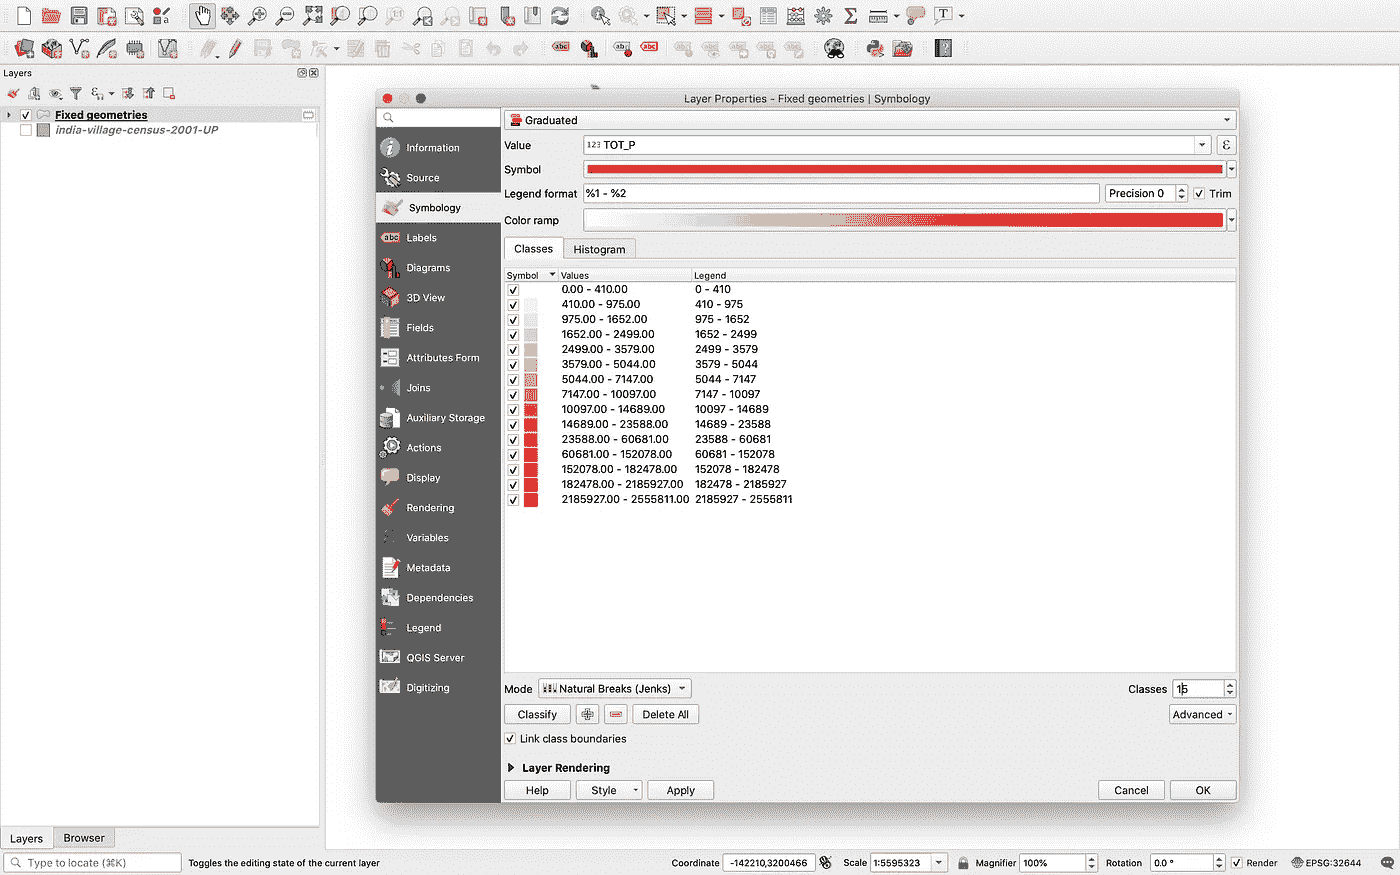 Layers
Fixed geometries
india-village-census-2001-UP
Layer Properties - Fixed geometries | Symbology
Information
Source
Symbology
Labels
Diagrams
3D View
Fields
Attributes Form
Joins
Auxiliary Storage
Actions
Display
Rendering
Variables
Metadata
Dependencies
Legend
QGIS Server
Digitizing
Graduated
Value 123 TOT_P ε
Symbol
Legend format %1 - %2 Precision 0 Trim
Color ramp
Classes Histogram
Symbol Values Legend
0.00 - 410.00 0 - 410
410.00 - 975.00 410 - 975
975.00 - 1652.00 975 - 1652
1652.00 - 2499.00 1652 - 2499
2499.00 - 3579.00 2499 - 3579
3579.00 - 5044.00 3579 - 5044
5044.00 - 7147.00 5044 - 7147
7147.00 - 10097.00 7147 - 10097
10097.00 - 14689.00 10097 - 14689
14689.00 - 23588.00 14689 - 23588
23588.00 - 60681.00 23588 - 60681
60681.00 - 152078.00 60681 - 152078
152078.00 - 182478.00 152078 - 182478
182478.00 - 2185927.00 182478 - 2185927
2185927.00 - 2555811.00 2185927 - 2555811
Mode Natural Breaks (Jenks) Classes 15
Classify Delete All Advanced
Link class boundaries
Layer Rendering
Help Style Apply Cancel OK
Layers Browser
Type to locate (⌘K) Toggles the editing state of the current layer Coordinate -142210,3200466 Scale 1:5595323 Magnifier 100% Rotation 0.0 ° Render EPSG:32644